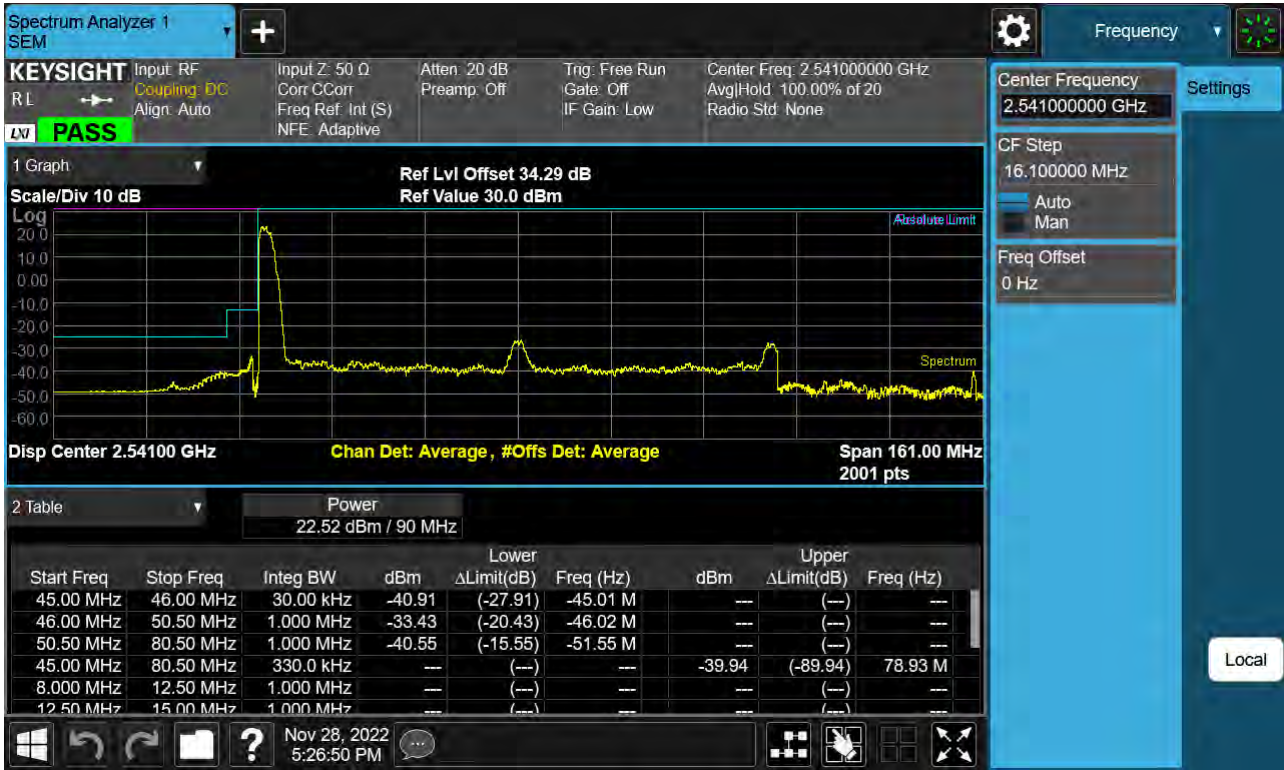 Spectrum Analyzer 1
SEM
+
Frequency
KEYSIGHT
RL
LXI PASS
Input: RF
Coupling: DC
Align: Auto
Input Z: 50 Ω
Corr CCorr
Freq Ref: Int (S)
NFE: Adaptive
Atten: 20 dB
Preamp: Off
Trig: Free Run
Gate: Off
IF Gain: Low
Center Freq: 2.541000000 GHz
Avg|Hold: 100.00% of 20
Radio Std: None
Center Frequency
2.541000000 GHz
Settings
CF Step
16.100000 MHz
Auto
Man
Freq Offset
0 Hz
1 Graph
Scale/Div 10 dB
Ref Lvl Offset 34.29 dB
Ref Value 30.0 dBm
Log
20.0
10.0
0.00
-10.0
-20.0
-30.0
-40.0
-50.0
-60.0
Absolute Limit
Spectrum
Disp Center 2.54100 GHz
Chan Det: Average, #Offs Det: Average
Span 161.00 MHz
2001 pts
2 Table
Power
22.52 dBm / 90 MHz
Lower Upper
Start Freq Stop Freq Integ BW dBm ΔLimit(dB) Freq (Hz) dBm ΔLimit(dB) Freq (Hz)
45.00 MHz 46.00 MHz 30.00 kHz -40.91 (-27.91) -45.01 M --- (---) ---
46.00 MHz 50.50 MHz 1.000 MHz -33.43 (-20.43) -46.02 M --- (---) ---
50.50 MHz 80.50 MHz 1.000 MHz -40.55 (-15.55) -51.55 M --- (---) ---
45.00 MHz 80.50 MHz 330.0 kHz --- (---) --- -39.94 (-89.94) 78.93 M
8.000 MHz 12.50 MHz 1.000 MHz --- (---) --- --- (---) ---
12.50 MHz 15.00 MHz 1.000 MHz --- (---) --- --- (---) ---
Local
?
Nov 28, 2022
5:26:50 PM